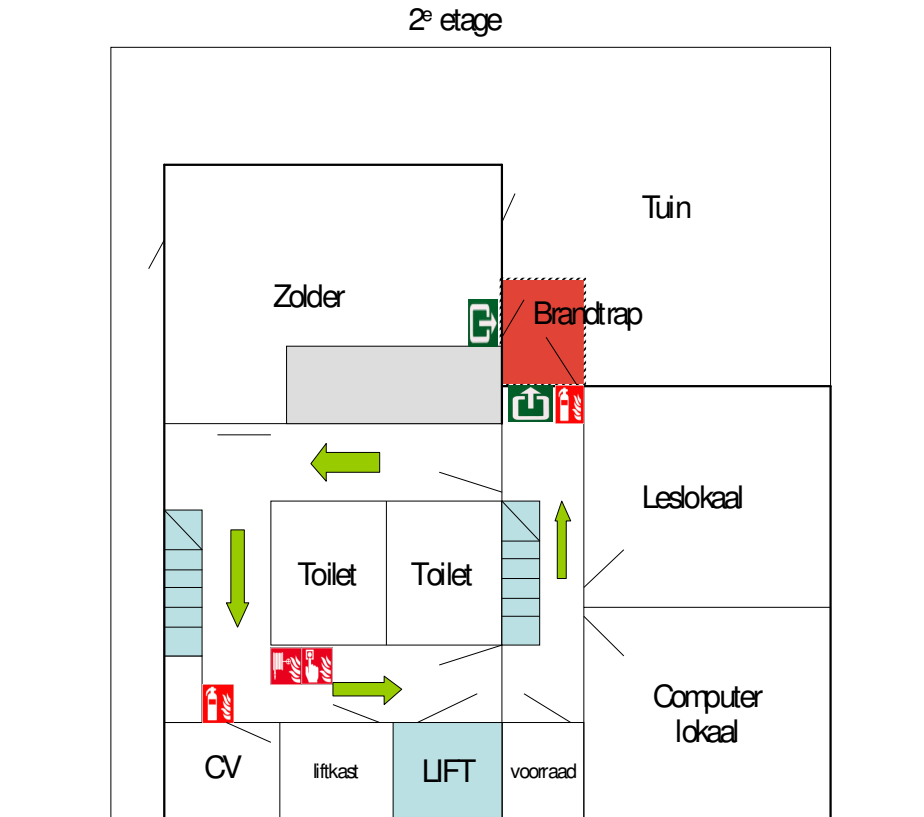 2e etage
Tuin
Zolder
Brandtrap
Leslokaal
Toilet
Toilet
Computer
lokaal
CV
liftkast
LIFT
voorraad